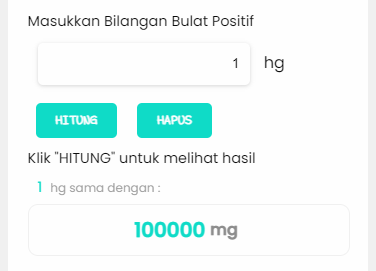 Masukkan Bilangan Bulat Positif
1 hg
HITUNG HAPUS
Klik "HITUNG" untuk melihat hasil
1 hg sama dengan :
100000 mg